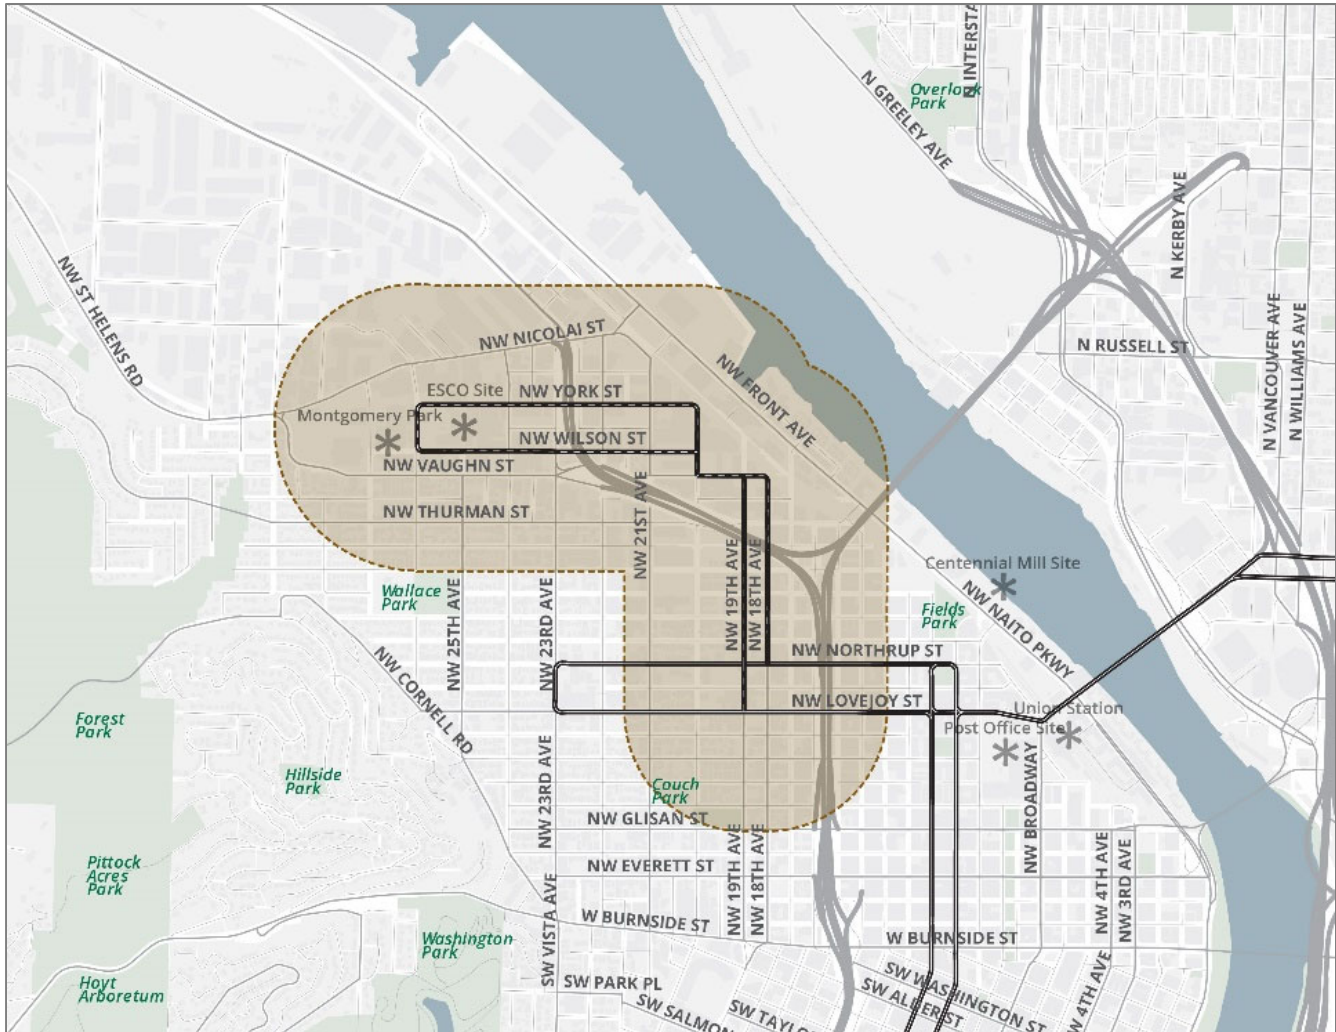 N INTERSTA
Overlook
Park
N GREELEY AVE
N KERBY AVE
NW ST HELENS RD
N VANCOUVER AVE
N WILLIAMS AVE
NW NICOLAI ST
N RUSSELL ST
NW FRONT AVE
ESCO Site
NW YORK ST
Montgomery Park
NW WILSON ST
NW VAUGHN ST
NW THURMAN ST
NW 21ST AVE
NW 19TH AVE
NW 18TH AVE
Centennial Mill Site
Wallace
Park
NW 25TH AVE
NW 23RD AVE
Fields
Park
NW NAITO PKWY
NW NORTHRUP ST
NW CORNELL RD
NW LOVEJOY ST
Union Station
Post Office Site
Forest
Park
Hillside
Park
NW 23RD AVE
Couch
Park
NW GLISAN ST
NW BROADWAY
NW 19TH AVE
NW 18TH AVE
NW 4TH AVE
NW 3RD AVE
Pittock
Acres
Park
NW EVERETT ST
SW VISTA AVE
W BURNSIDE ST
W BURNSIDE ST
Washington
Park
Hoyt
Arboretum
SW PARK PL
SW WASHINGTON ST
SW ALDER ST
SW SALMON
SW TAYLO
W 4TH AVE